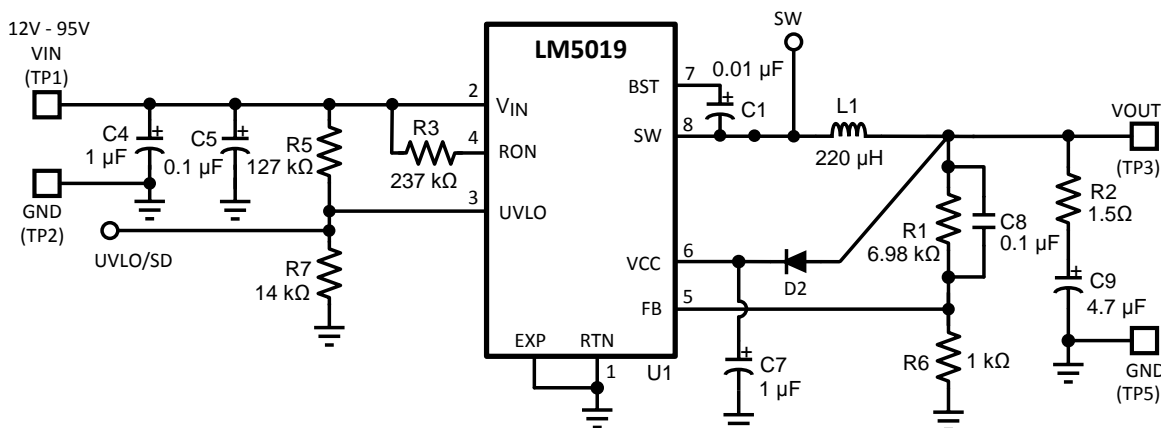 12V - 95V
VIN
(TP1)
C4
1 µF
C5
0.1 µF
R5
127 kΩ
R3
237 kΩ
GND
(TP2)
UVLO/SD
R7
14 kΩ
2
4
3
LM5019
VIN
RON
UVLO
EXP
RTN
1
U1
BST
SW
VCC
FB
7
8
6
5
0.01 µF
C1
SW
L1
220 µH
D2
C7
1 µF
R1
6.98 kΩ
C8
0.1 µF
R6
1 kΩ
R2
1.5Ω
C9
4.7 µF
VOUT
(TP3)
GND
(TP5)
+
+
+
+
+